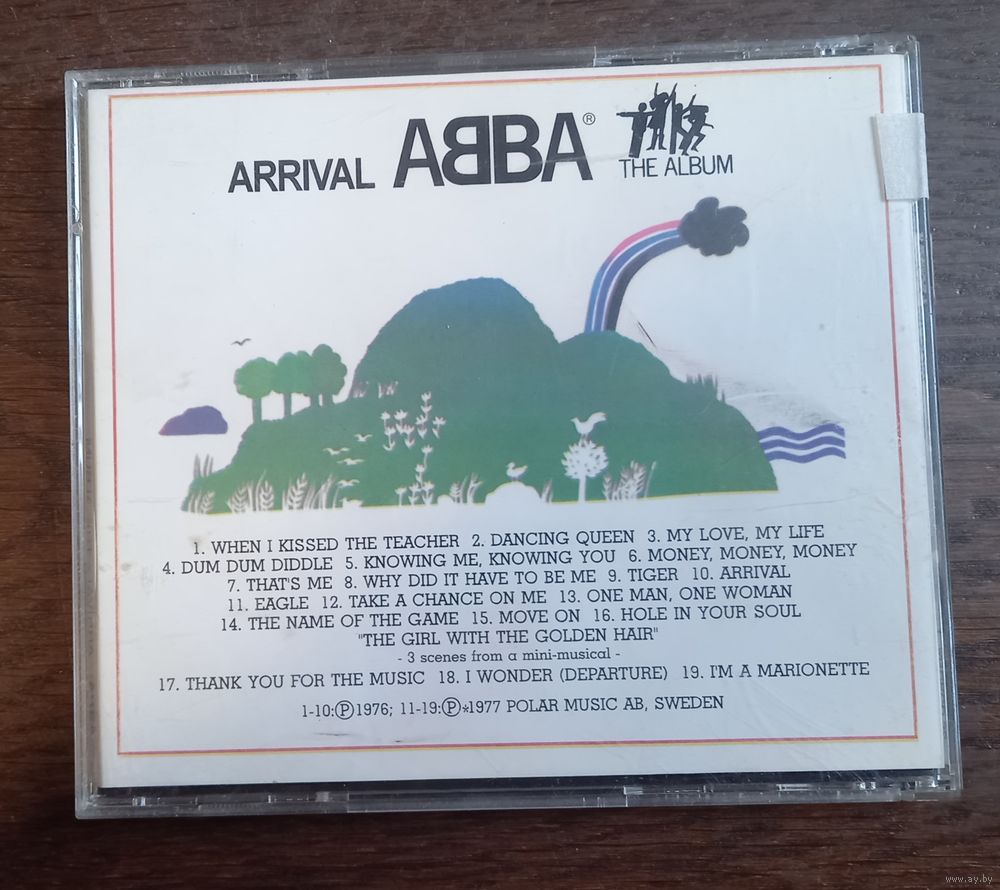 ARRIVAL ABBA® THE ALBUM
1. WHEN I KISSED THE TEACHER 2. DANCING QUEEN 3. MY LOVE, MY LIFE
4. DUM DUM DIDDLE 5. KNOWING ME, KNOWING YOU 6. MONEY, MONEY, MONEY
7. THAT'S ME 8. WHY DID IT HAVE TO BE ME 9. TIGER 10. ARRIVAL
11. EAGLE 12. TAKE A CHANCE ON ME 13. ONE MAN, ONE WOMAN
14. THE NAME OF THE GAME 15. MOVE ON 16. HOLE IN YOUR SOUL
"THE GIRL WITH THE GOLDEN HAIR"
- 3 scenes from a mini-musical -
17. THANK YOU FOR THE MUSIC 18. I WONDER (DEPARTURE) 19. I'M A MARIONETTE
1-10:Ⓟ1976; 11-19:Ⓟ*1977 POLAR MUSIC AB, SWEDEN
www.ay.by